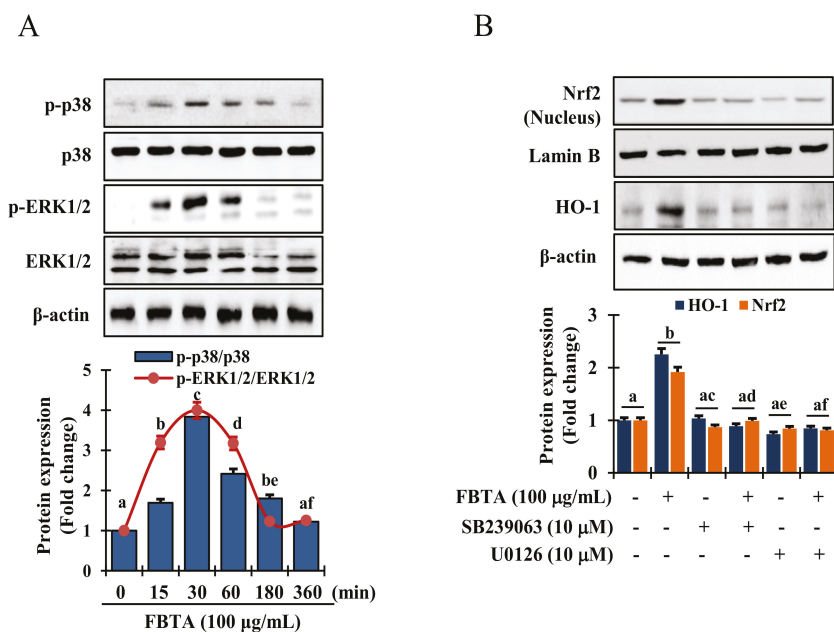 A
p-p38
p38
p-ERK1/2
ERK1/2
β-actin
p-p38/p38
p-ERK1/2/ERK1/2
Protein expression
(Fold change)
5
4
3
2
1
0
a
b
c
d
be
af
0 15 30 60 180 360 (min)
FBTA (100 μg/mL)
B
Nrf2
(Nucleus)
Lamin B
HO-1
β-actin
HO-1 Nrf2
Protein expression
(Fold change)
3
2
1
0
a
b
ac
ad
ae
af
FBTA (100 μg/mL) - + - + - +
SB239063 (10 μM) - - + + - -
U0126 (10 μM) - - - - + +